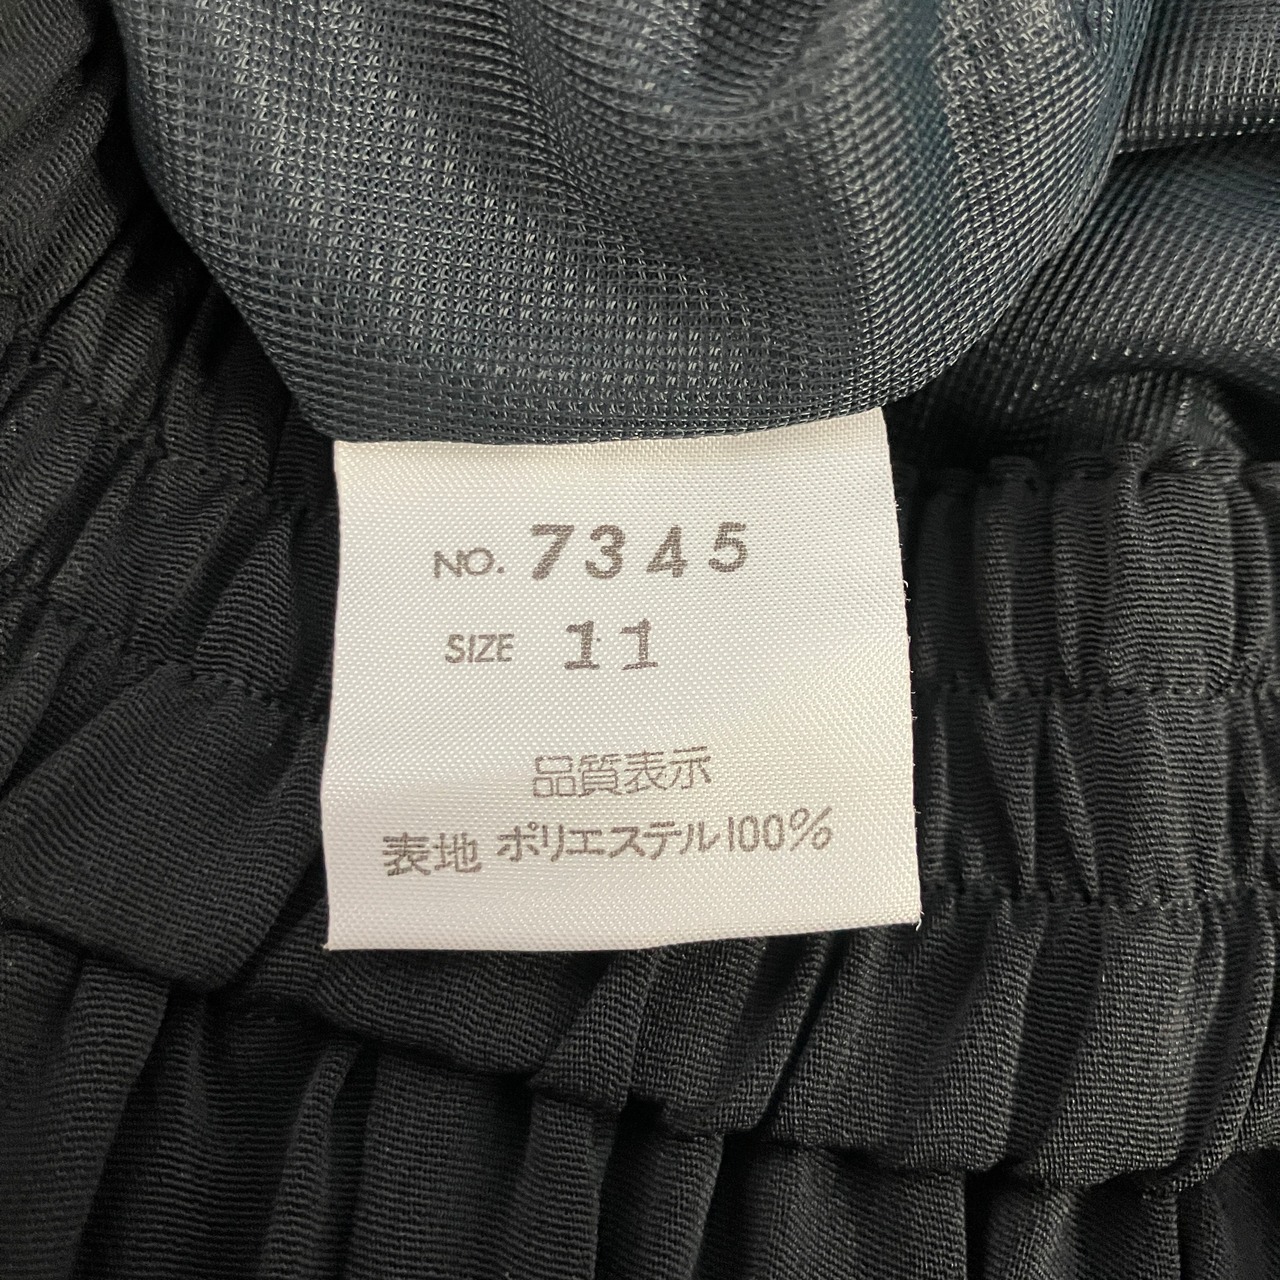 NO. 7345
SIZE 11
品質表示
表地 ポリエステル100%